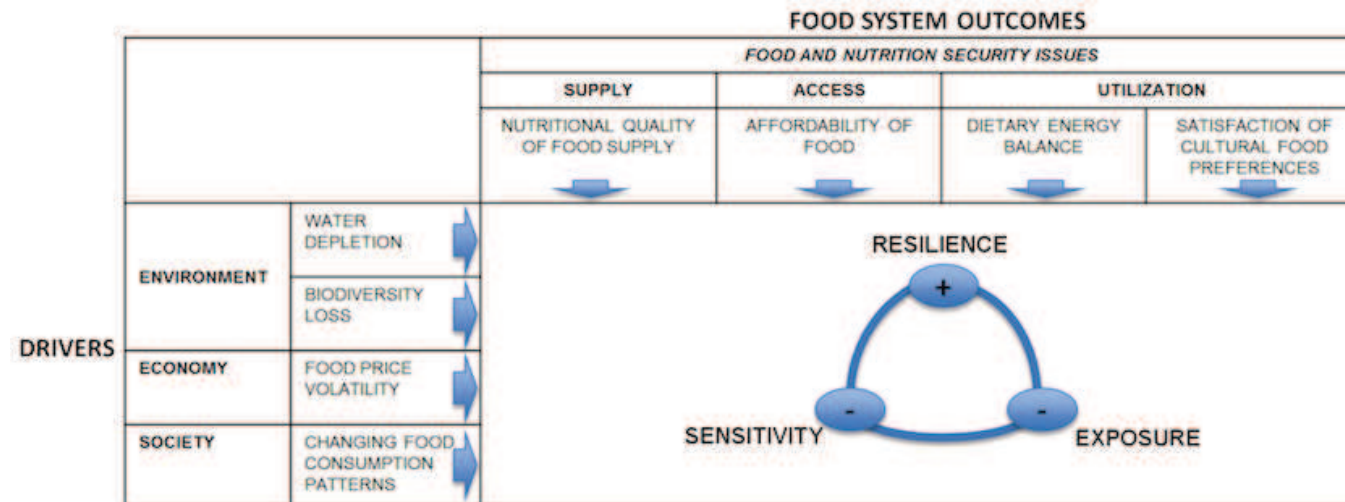 FOOD SYSTEM OUTCOMES
FOOD AND NUTRITION SECURITY ISSUES
SUPPLY
ACCESS
UTILIZATION
NUTRITIONAL QUALITY
OF FOOD SUPPLY
AFFORDABILITY OF
FOOD
DIETARY ENERGY
BALANCE
SATISFACTION OF
CULTURAL FOOD
PREFERENCES
DRIVERS
ENVIRONMENT
WATER
DEPLETION
BIODIVERSITY
LOSS
ECONOMY
FOOD PRICE
VOLATILITY
SOCIETY
CHANGING FOOD
CONSUMPTION
PATTERNS
RESILIENCE
+
-
-
SENSITIVITY
EXPOSURE